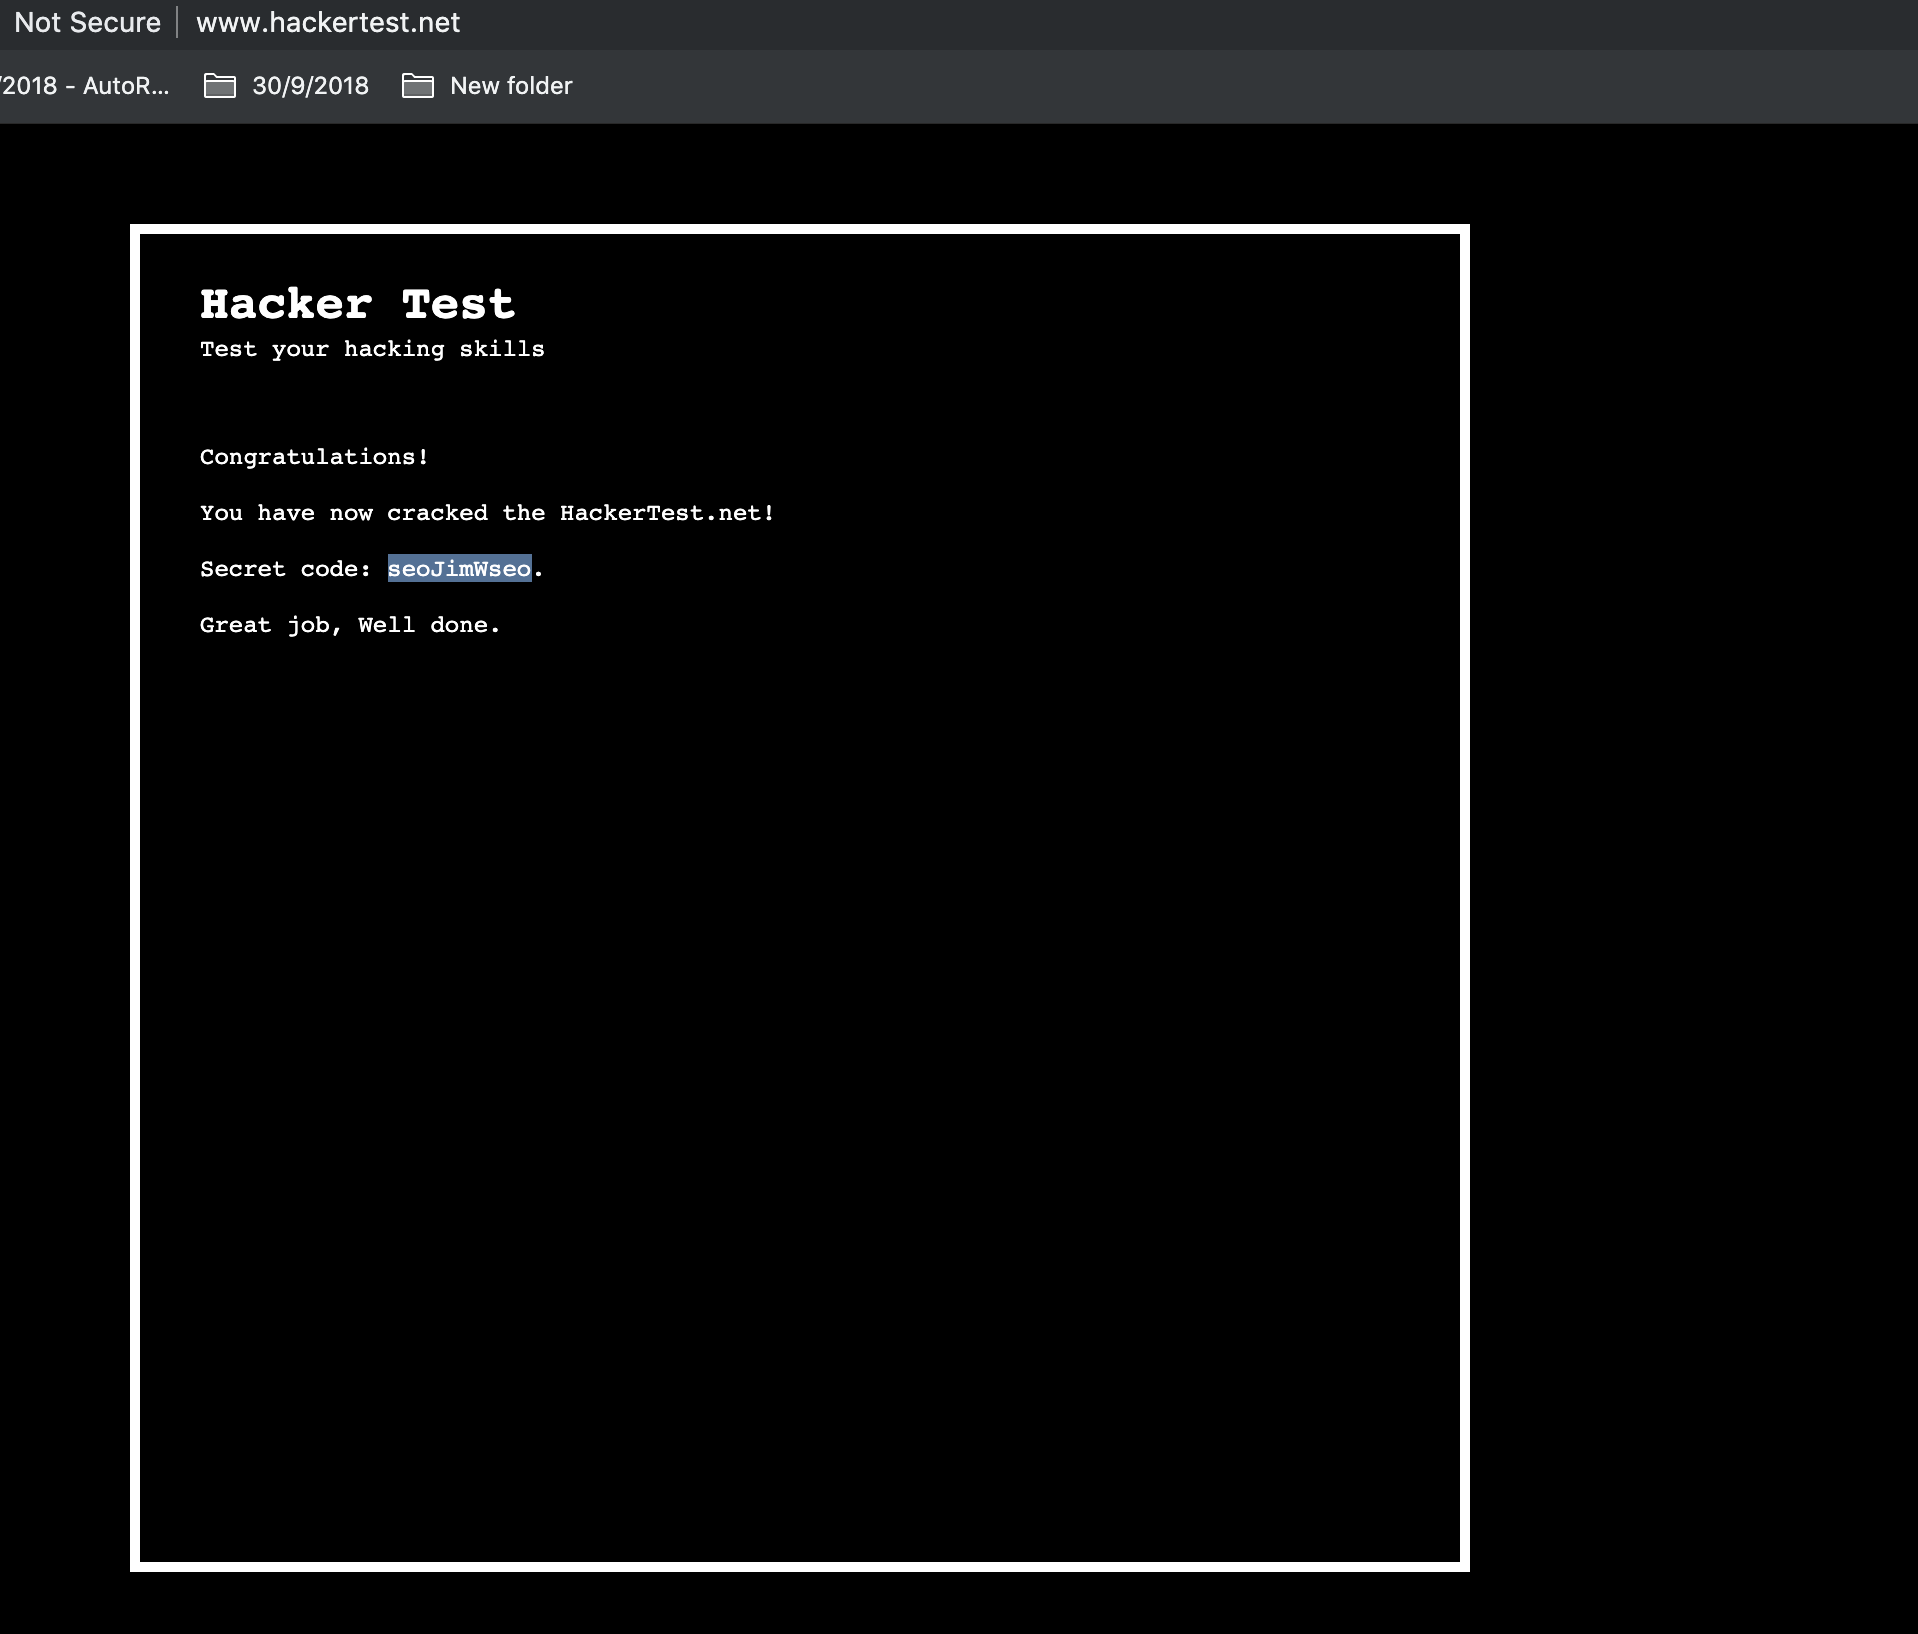 Not Secure | www.hackertest.net
/2018 - AutoR... 30/9/2018 New folder
Hacker Test
Test your hacking skills
Congratulations!
You have now cracked the HackerTest.net!
Secret code: seoJimWseo.
Great job, Well done.